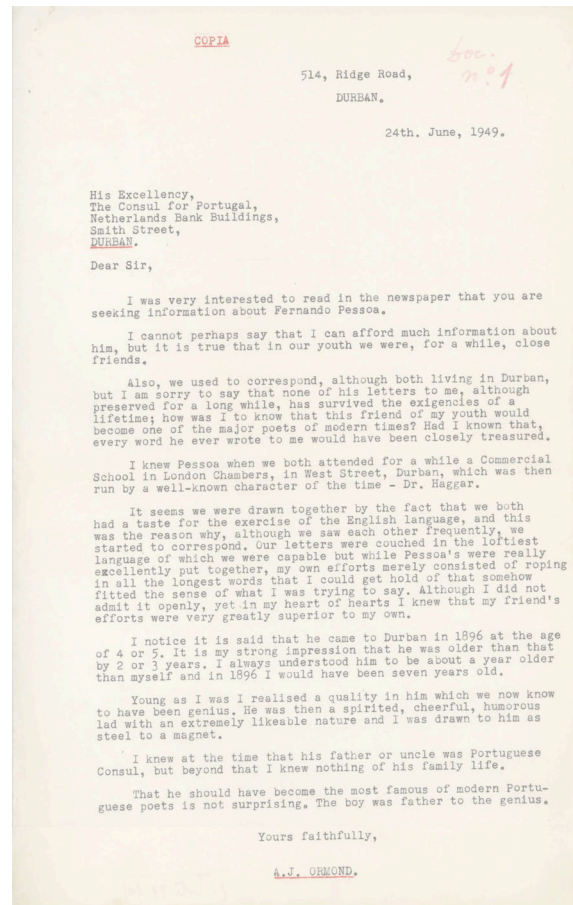 COPIA
Doc.
nº 1
514, Ridge Road,
DURBAN.
24th. June, 1949.
His Excellency,
The Consul for Portugal,
Netherlands Bank Buildings,
Smith Street,
DURBAN.
Dear Sir,
I was very interested to read in the newspaper that you are
seeking information about Fernando Pessoa.
I cannot perhaps say that I can afford much information about
him, but it is true that in our youth we were, for a while, close
friends.
Also, we used to correspond, although both living in Durban,
but I am sorry to say that none of his letters to me, although
preserved for a long while, has survived the exigencies of a
lifetime; how was I to know that this friend of my youth would
become one of the major poets of modern times? Had I known that,
every word he ever wrote to me would have been closely treasured.
I knew Pessoa when we both attended for a while a Commercial
School in London Chambers, in West Street, Durban, which was then
run by a well-known character of the time - Dr. Haggar.
It seems we were drawn together by the fact that we both
had a taste for the exercise of the English language, and this
was the reason why, although we saw each other frequently, we
started to correspond. Our letters were couched in the loftiest
language of which we were capable but while Pessoa's were really
excellently put together, my own efforts merely consisted of roping
in all the longest words that I could get hold of that somehow
fitted the sense of what I was trying to say. Although I did not
admit it openly, yet in my heart of hearts I knew that my friend's
efforts were very greatly superior to my own.
I notice it is said that he came to Durban in 1896 at the age
of 4 or 5. It is my strong impression that he was older than that
by 2 or 3 years. I always understood him to be about a year older
than myself and in 1896 I would have been seven years old.
Young as I was I realised a quality in him which we now know
to have been genius. He was then a spirited, cheerful, humorous
lad with an extremely likeable nature and I was drawn to him as
steel to a magnet.
I knew at the time that his father or uncle was Portuguese
Consul, but beyond that I knew nothing of his family life.
That he should have become the most famous of modern Portu-
guese poets is not surprising. The boy was father to the genius.
Yours faithfully,
A.J. ORMOND.